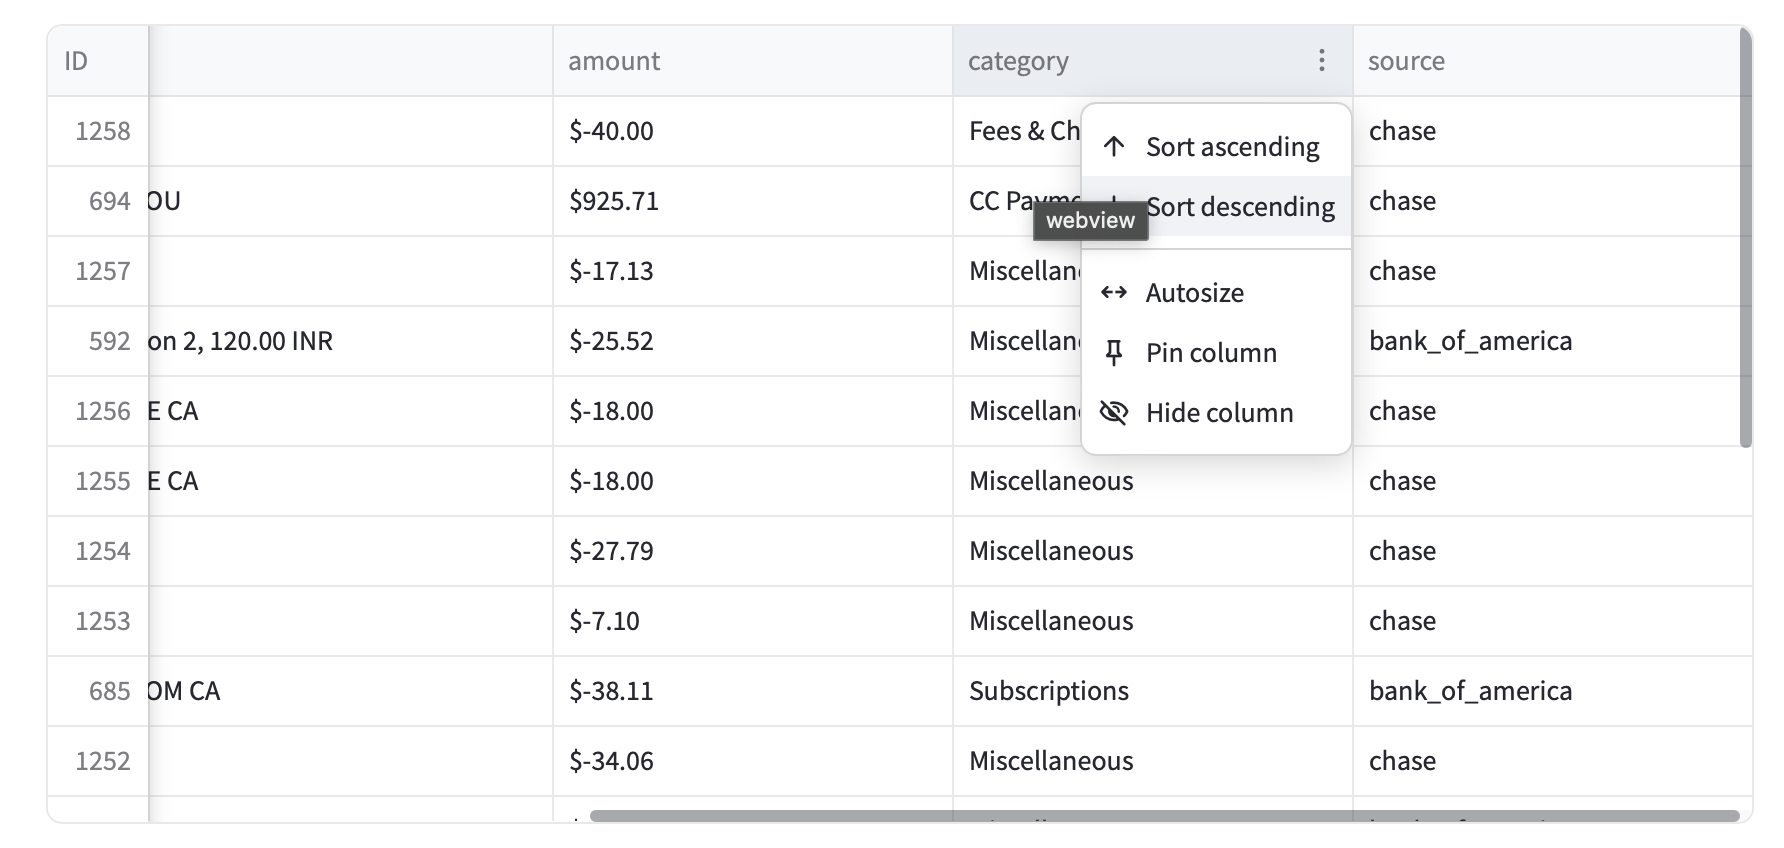 ID amount category source
1258 $-40.00 Fees & Ch chase
Sort ascending
694 OU $925.71 CC Payme chase
Sort descending
webview
1257 $-17.13 Miscellan chase
Autosize
592 on 2, 120.00 INR $-25.52 Miscellan bank_of_america
Pin column
1256 E CA $-18.00 Miscellan chase
Hide column
1255 E CA $-18.00 Miscellaneous chase
1254 $-27.79 Miscellaneous chase
1253 $-7.10 Miscellaneous chase
685 OM CA $-38.11 Subscriptions bank_of_america
1252 $-34.06 Miscellaneous chase